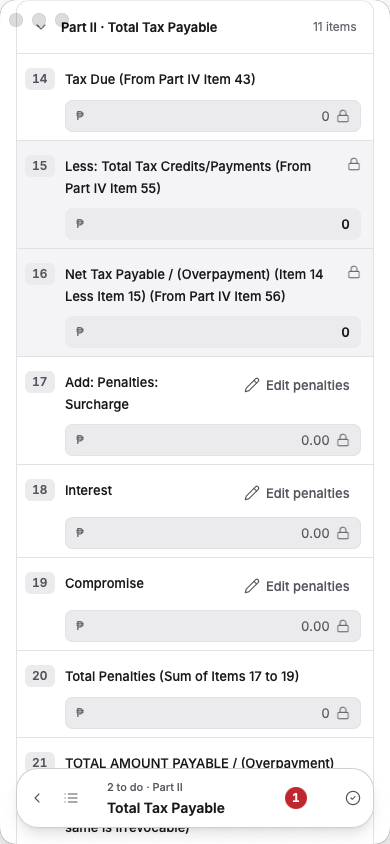 Part II · Total Tax Payable
11 items
14
Tax Due (From Part IV Item 43)
₱
0
15
Less: Total Tax Credits/Payments (From
Part IV Item 55)
₱
0
16
Net Tax Payable / (Overpayment) (Item 14
Less Item 15) (From Part IV Item 56)
₱
0
17
Add: Penalties:
Surcharge
Edit penalties
₱
0.00
18
Interest
Edit penalties
₱
0.00
19
Compromise
Edit penalties
₱
0.00
20
Total Penalties (Sum of Items 17 to 19)
₱
0
21
TOTAL AMOUNT PAYABLE / (Overpayment)
2 to do · Part II
Total Tax Payable
1
same is irrevocable)